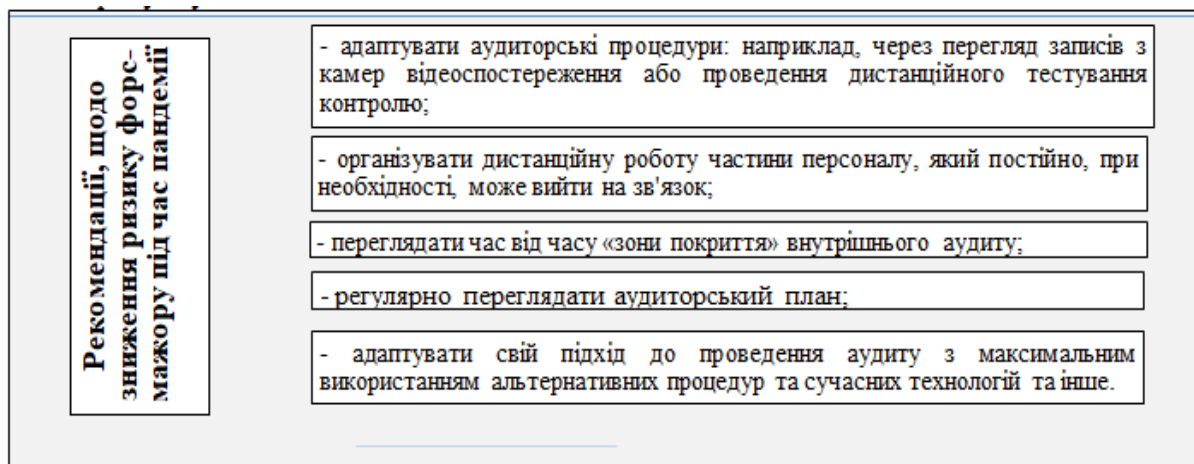 Рекомендації, щодо
зниження ризику форс-
мажору під час пандемії
- адаптувати аудиторські процедури: наприклад, через перегляд записів з
камер відеоспостереження або проведення дистанційного тестування
контролю;
- організувати дистанційну роботу частини персоналу, який постійно, при
необхідності, може вийти на зв'язок;
- переглядати час від часу «зони покриття» внутрішнього аудиту;
- регулярно переглядати аудиторський план;
- адаптувати свій підхід до проведення аудиту з максимальним
використанням альтернативних процедур та сучасних технологій та інше.